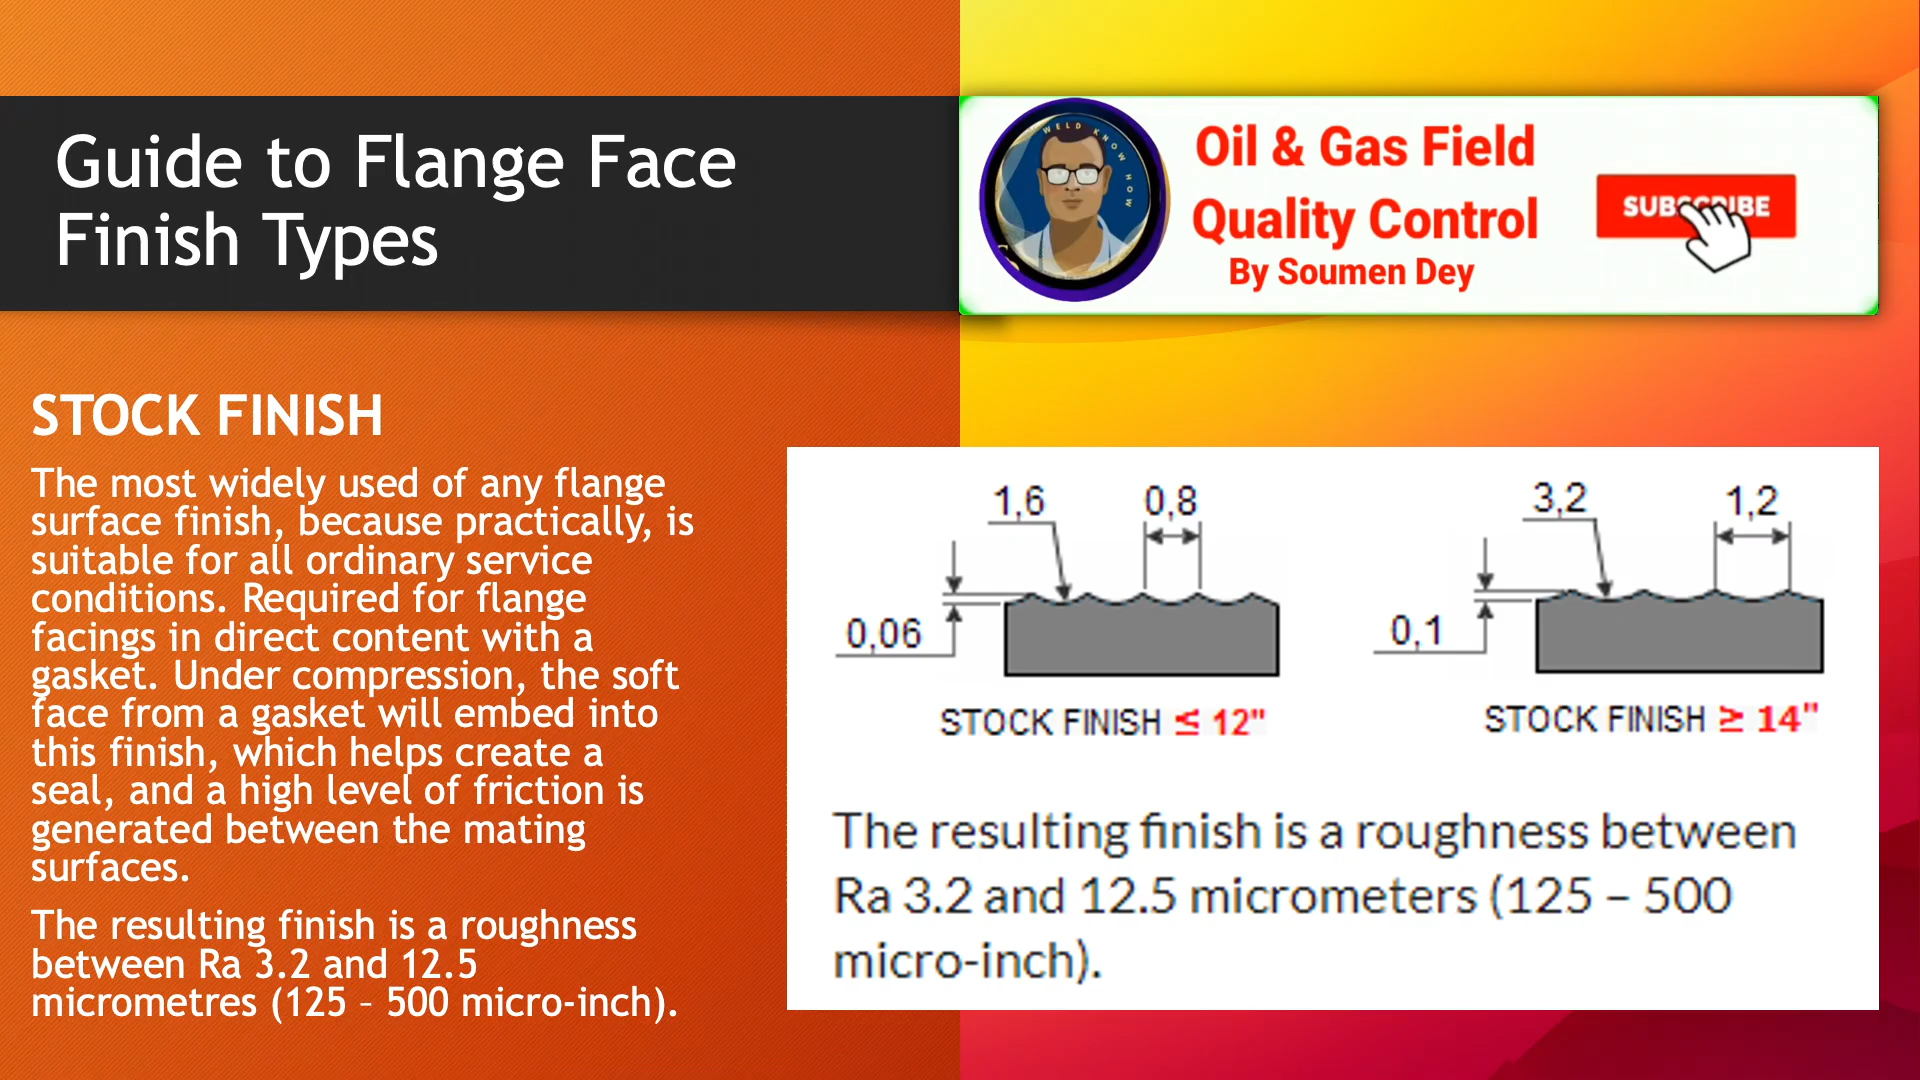 Guide to Flange Face
Finish Types
WELD KNOW HOW
Oil & Gas Field
Quality Control
By Soumen Dey
SUBSCRIBE
STOCK FINISH
The most widely used of any flange
surface finish, because practically, is
suitable for all ordinary service
conditions. Required for flange
facings in direct content with a
gasket. Under compression, the soft
face from a gasket will embed into
this finish, which helps create a
seal, and a high level of friction is
generated between the mating
surfaces.
The resulting finish is a roughness
between Ra 3.2 and 12.5
micrometres (125 – 500 micro-inch).
1,6
0,8
0,06
STOCK FINISH ≤ 12"
3,2
1,2
0,1
STOCK FINISH ≥ 14"
The resulting finish is a roughness between
Ra 3.2 and 12.5 micrometers (125 – 500
micro-inch).